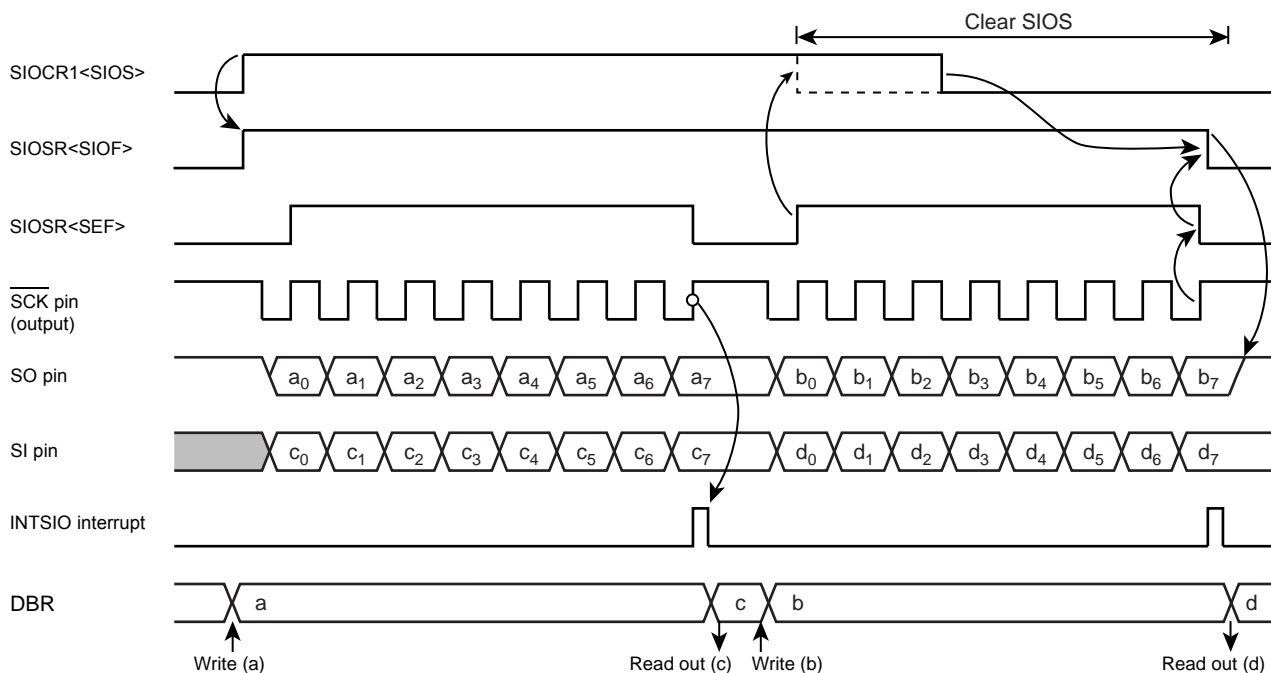 Clear SIOS
SIOCR1<SIOS>
SIOSR<SIOF>
SIOSR<SEF>
SCK pin
(output)
SO pin
a0 a1 a2 a3 a4 a5 a6 a7 b0 b1 b2 b3 b4 b5 b6 b7
SI pin
c0 c1 c2 c3 c4 c5 c6 c7 d0 d1 d2 d3 d4 d5 d6 d7
INTSIO interrupt
DBR
a c b d
Write (a) Read out (c) Write (b) Read out (d)